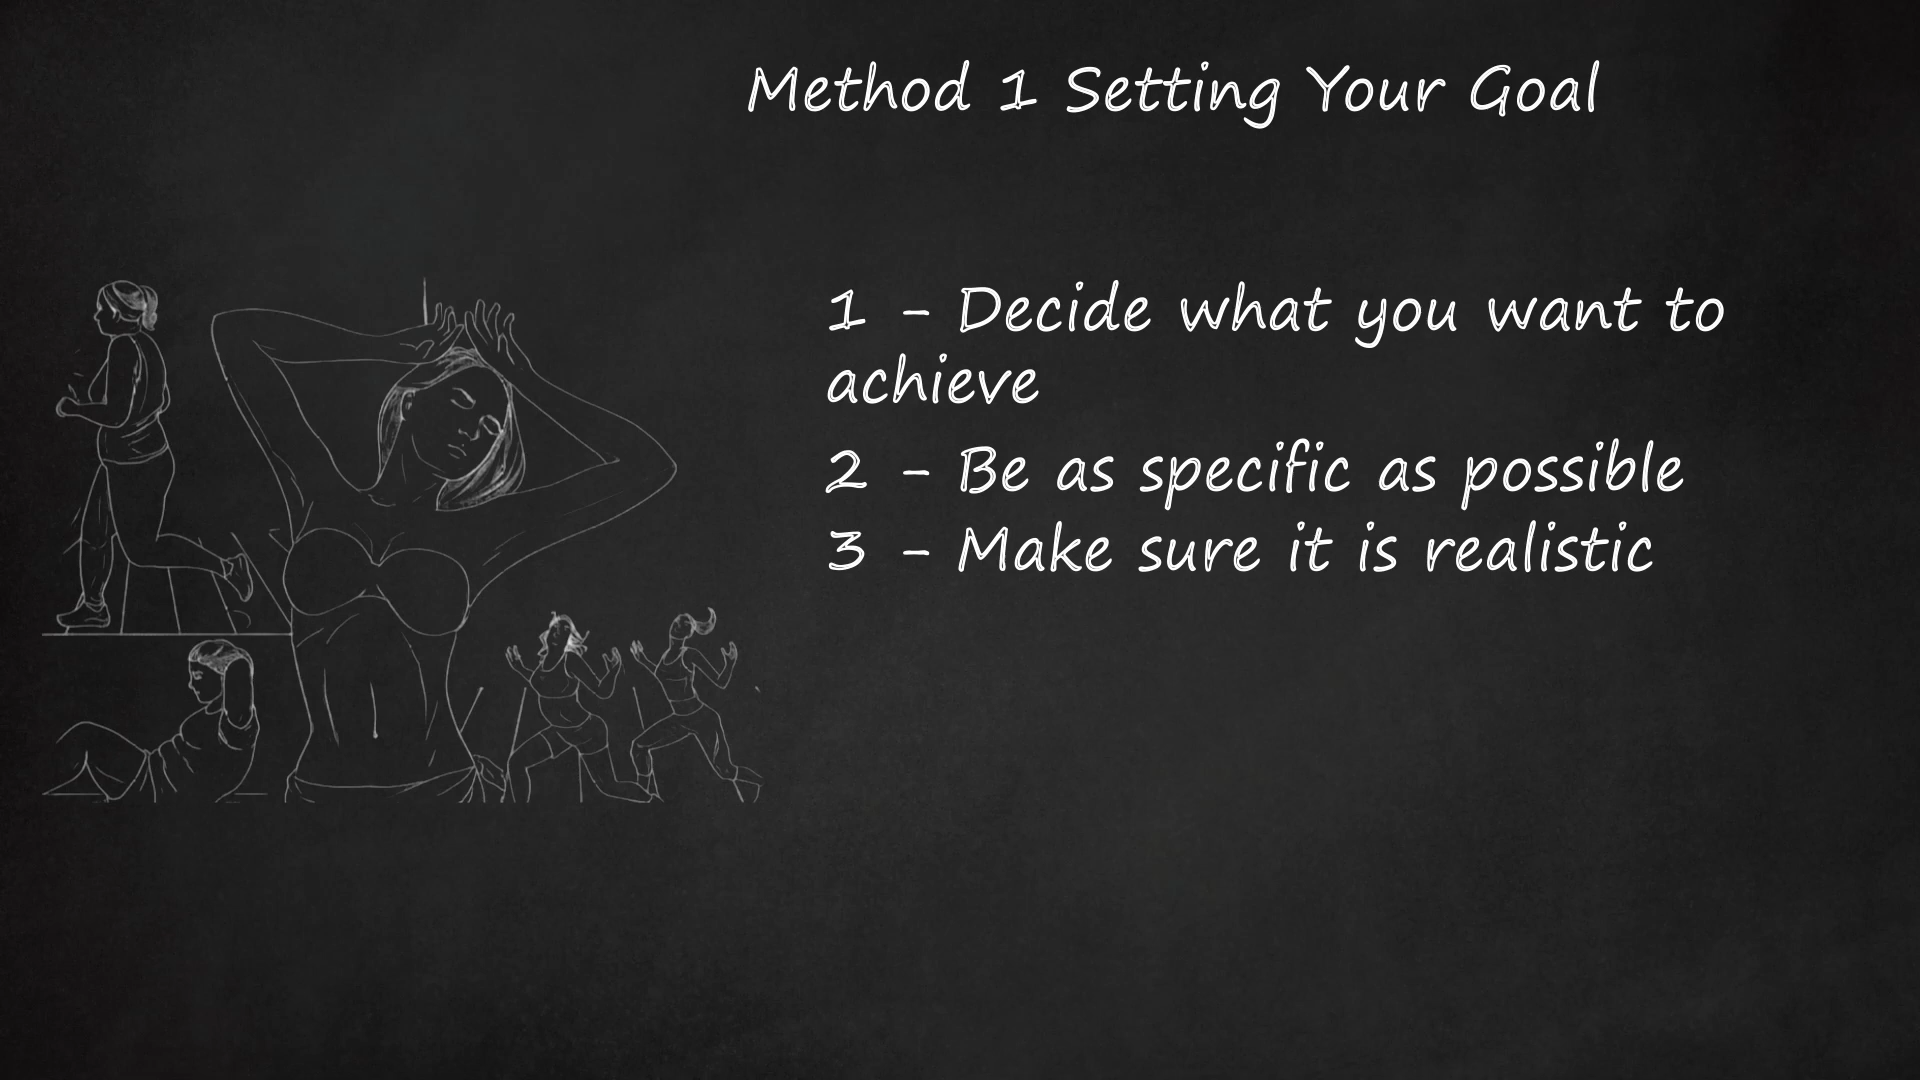 Method 1 Setting Your Goal
1 - Decide what you want to
achieve
2 - Be as specific as possible
3 - Make sure it is realistic